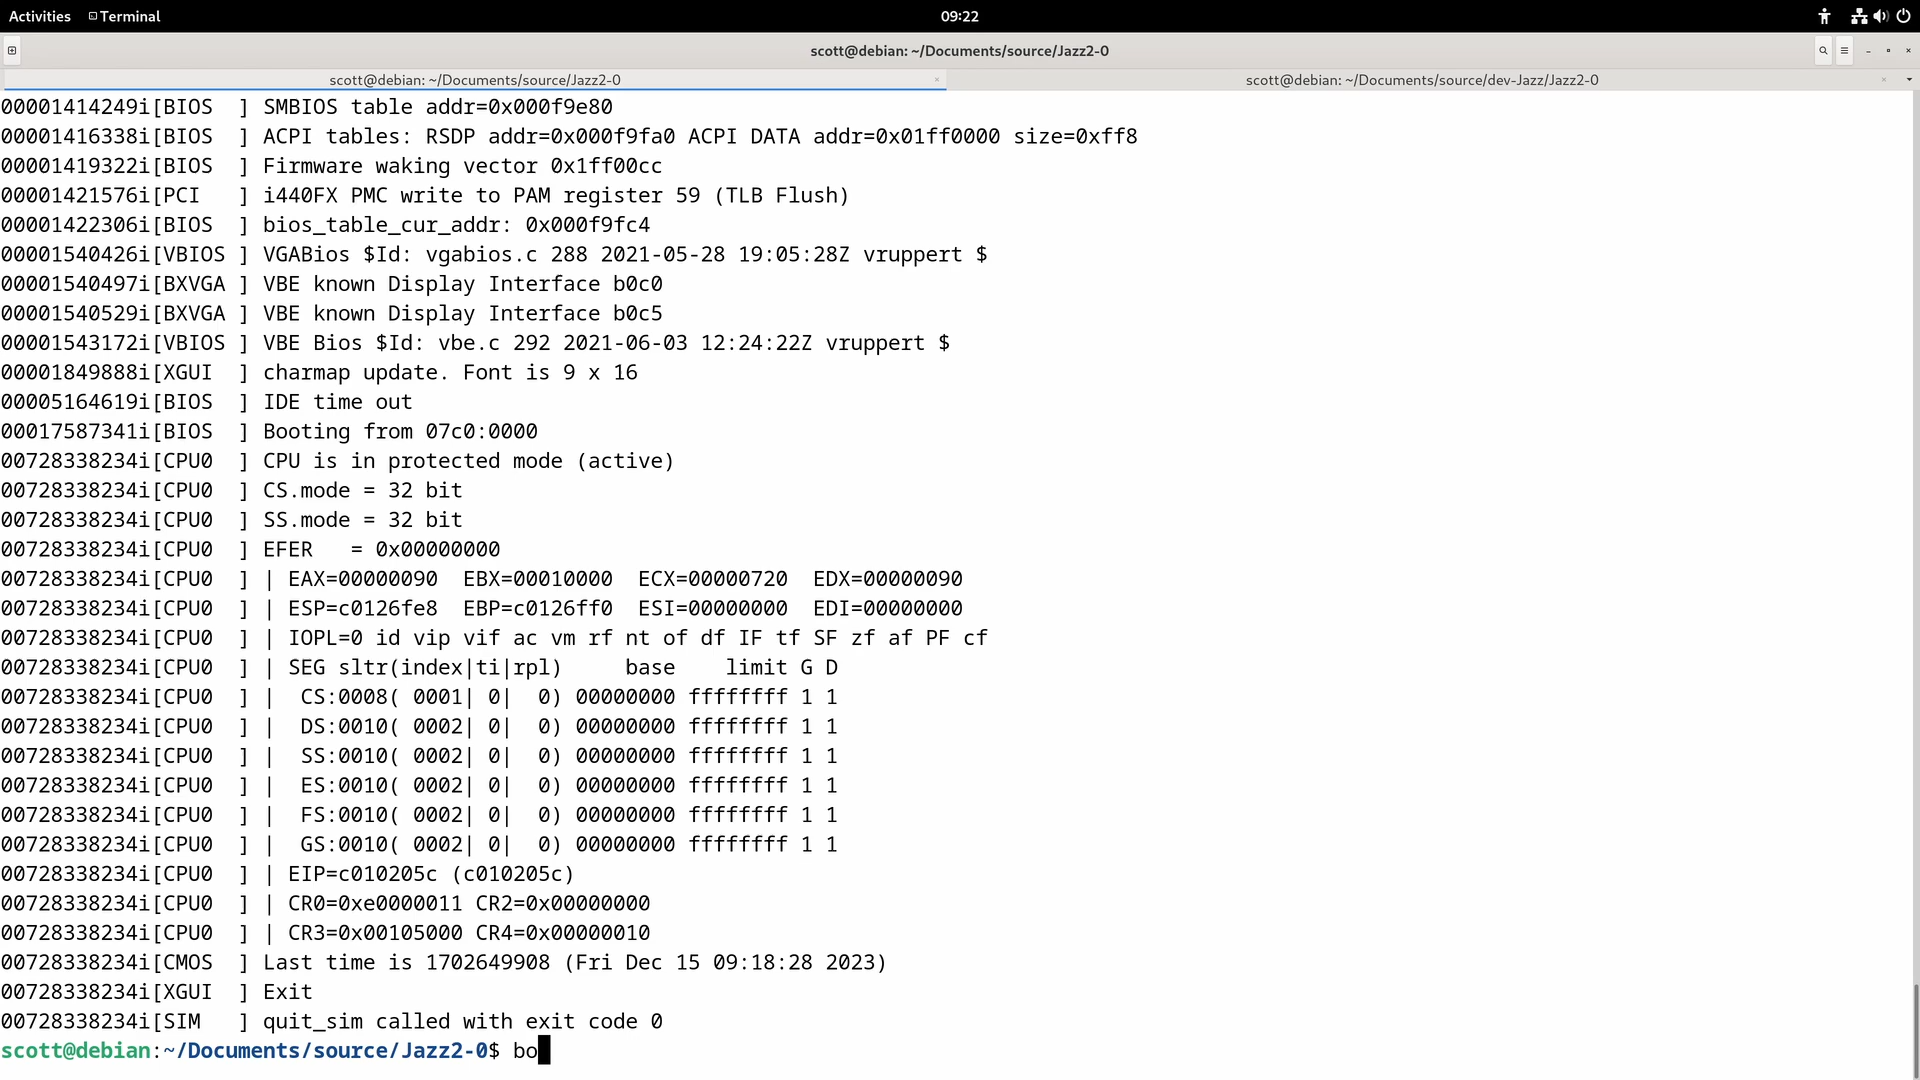 Activities Terminal 09:22
scott@debian: ~/Documents/source/Jazz2-0
scott@debian: ~/Documents/source/Jazz2-0 × scott@debian: ~/Documents/source/dev-Jazz/Jazz2-0 ×
00001414249i[BIOS  ] SMBIOS table addr=0x000f9e80
00001416338i[BIOS  ] ACPI tables: RSDP addr=0x000f9fa0 ACPI DATA addr=0x01ff0000 size=0xff8
00001419322i[BIOS  ] Firmware waking vector 0x1ff00cc
00001421576i[PCI   ] i440FX PMC write to PAM register 59 (TLB Flush)
00001422306i[BIOS  ] bios_table_cur_addr: 0x000f9fc4
00001540426i[VBIOS ] VGABios $Id: vgabios.c 288 2021-05-28 19:05:28Z vruppert $
00001540497i[BXVGA ] VBE known Display Interface b0c0
00001540529i[BXVGA ] VBE known Display Interface b0c5
00001543172i[VBIOS ] VBE Bios $Id: vbe.c 292 2021-06-03 12:24:22Z vruppert $
00001849888i[XGUI  ] charmap update. Font is 9 x 16
00005164619i[BIOS  ] IDE time out
00017587341i[BIOS  ] Booting from 07c0:0000
00728338234i[CPU0  ] CPU is in protected mode (active)
00728338234i[CPU0  ] CS.mode = 32 bit
00728338234i[CPU0  ] SS.mode = 32 bit
00728338234i[CPU0  ] EFER   = 0x00000000
00728338234i[CPU0  ] | EAX=00000090  EBX=00010000  ECX=00000720  EDX=00000090
00728338234i[CPU0  ] | ESP=c0126fe8  EBP=c0126ff0  ESI=00000000  EDI=00000000
00728338234i[CPU0  ] | IOPL=0 id vip vif ac vm rf nt of df IF tf SF zf af PF cf
00728338234i[CPU0  ] | SEG sltr(index|ti|rpl)     base    limit G D
00728338234i[CPU0  ] |  CS:0008( 0001| 0|  0) 00000000 ffffffff 1 1
00728338234i[CPU0  ] |  DS:0010( 0002| 0|  0) 00000000 ffffffff 1 1
00728338234i[CPU0  ] |  SS:0010( 0002| 0|  0) 00000000 ffffffff 1 1
00728338234i[CPU0  ] |  ES:0010( 0002| 0|  0) 00000000 ffffffff 1 1
00728338234i[CPU0  ] |  FS:0010( 0002| 0|  0) 00000000 ffffffff 1 1
00728338234i[CPU0  ] |  GS:0010( 0002| 0|  0) 00000000 ffffffff 1 1
00728338234i[CPU0  ] | EIP=c010205c (c010205c)
00728338234i[CPU0  ] | CR0=0xe0000011 CR2=0x00000000
00728338234i[CPU0  ] | CR3=0x00105000 CR4=0x00000010
00728338234i[CMOS  ] Last time is 1702649908 (Fri Dec 15 09:18:28 2023)
00728338234i[XGUI  ] Exit
00728338234i[SIM   ] quit_sim called with exit code 0
scott@debian:~/Documents/source/Jazz2-0$ bo